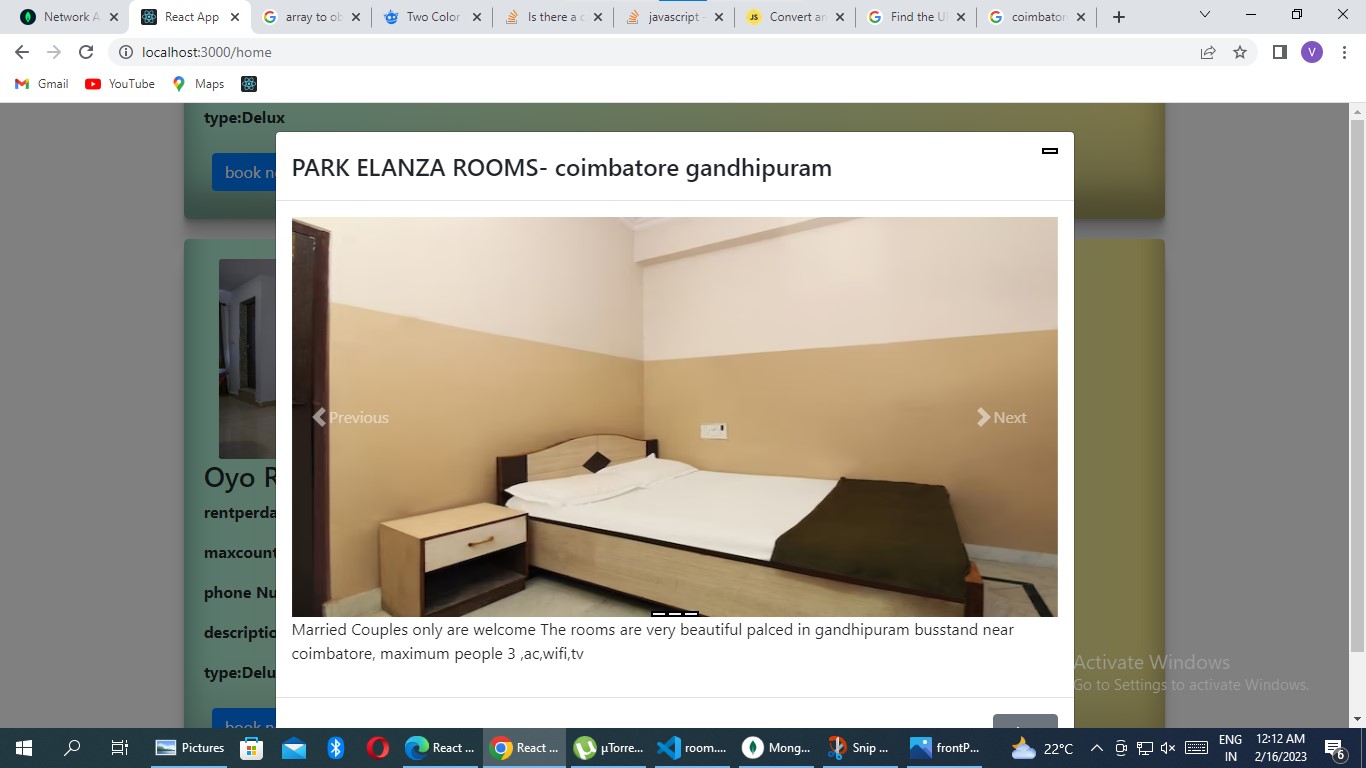 Network A
React App
array to ob
Two Color
Is there a c
javascript -
Convert an
Find the U
coimbator
localhost:3000/home
V
Gmail
YouTube
Maps
type:Delux
book n
PARK ELANZA ROOMS- coimbatore gandhipuram
Previous
Next
Oyo R
rentperda
maxcount
phone Nu
descriptio
type:Delu
book n
Married Couples only are welcome The rooms are very beautiful palced in gandhipuram busstand near
coimbatore, maximum people 3 ,ac,wifi,tv
Activate Windows
Go to Settings to activate Windows.
Pictures
React ...
React ...
µTorre...
room....
Mong...
Snip ...
frontP...
22°C
ENG
IN
12:12 AM
2/16/2023
6